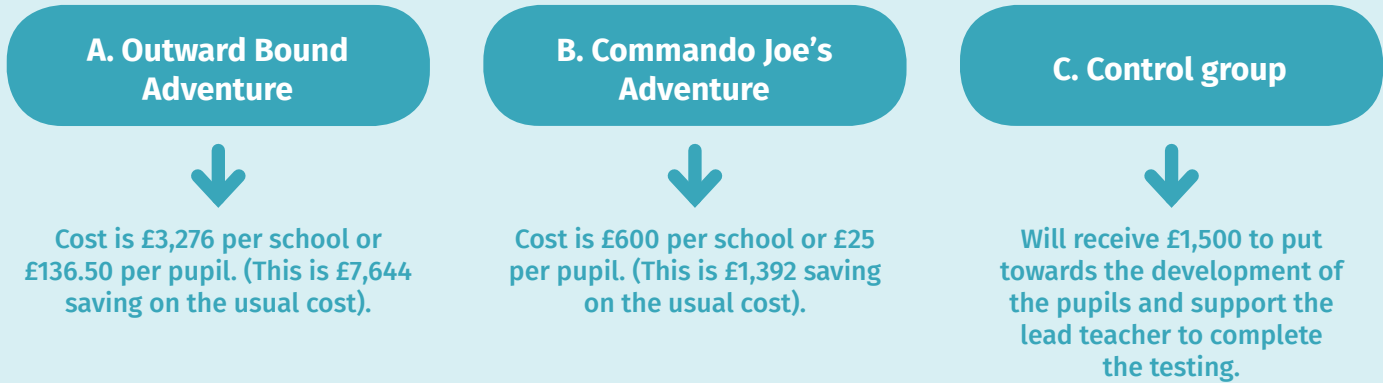 A. Outward Bound
Adventure
Cost is £3,276 per school or
£136.50 per pupil. (This is £7,644
saving on the usual cost).
B. Commando Joe’s
Adventure
Cost is £600 per school or £25
per pupil. (This is £1,392 saving
on the usual cost).
C. Control group
Will receive £1,500 to put
towards the development of
the pupils and support the
lead teacher to complete
the testing.